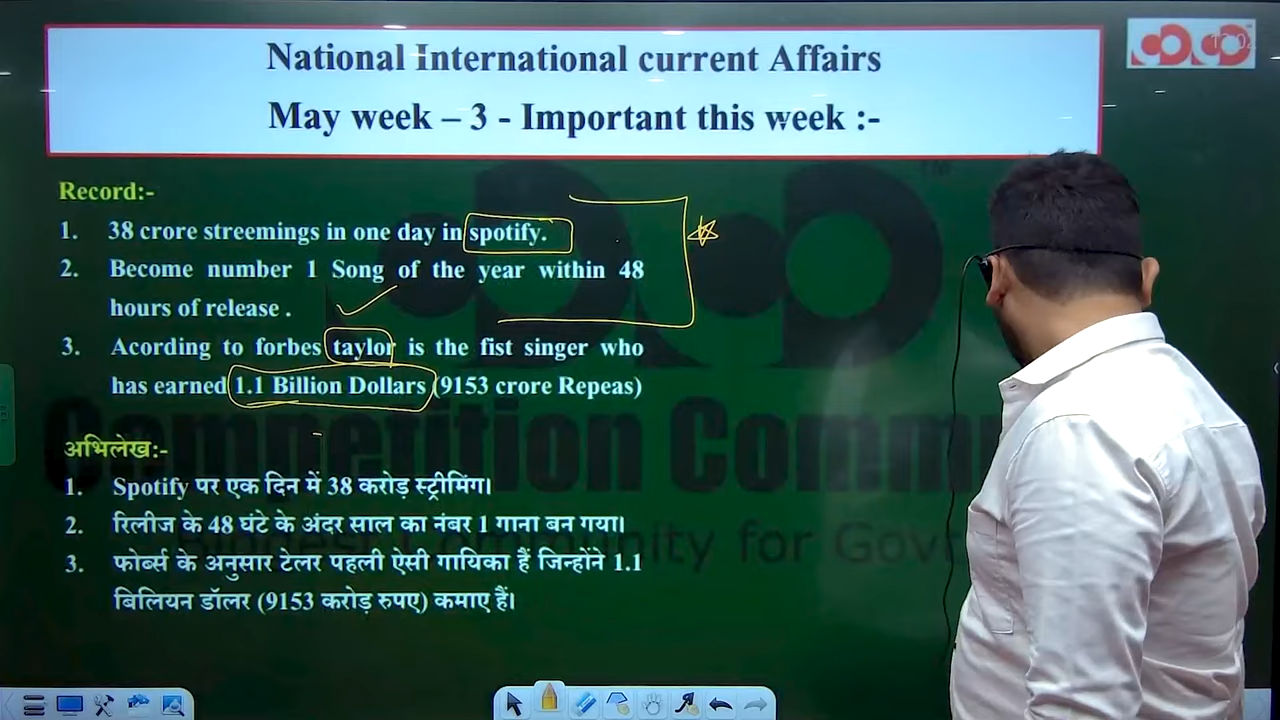 National International current Affairs
May week – 3 - Important this week :-
Record:-
1. 38 crore streemings in one day in spotify.
2. Become number 1 Song of the year within 48
hours of release .
3. Acording to forbes taylor is the fist singer who
has earned 1.1 Billion Dollars (9153 crore Repeas)
अभिलेख:-
1. Spotify पर एक दिन में 38 करोड़ स्ट्रीमिंग।
2. रिलीज के 48 घंटे के अंदर साल का नंबर 1 गाना बन गया।
3. फोर्ब्स के अनुसार टेलर पहली ऐसी गायिका हैं जिन्होंने 1.1
बिलियन डॉलर (9153 करोड़ रुपए) कमाए हैं।